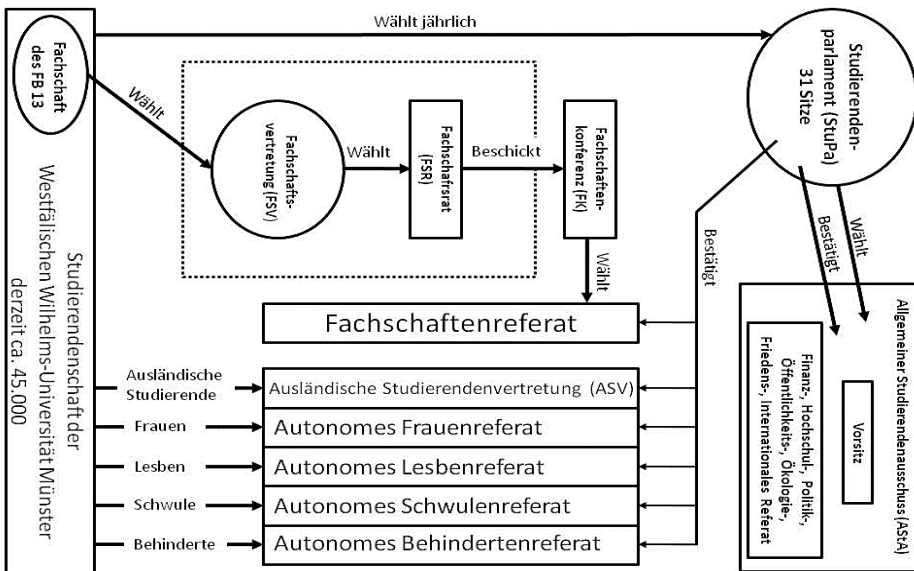 Wählt jährlich
Fachschaft
des FB 13
Wählt
Studierendenschaft der
Westfälischen Wilhelms-Universität Münster
derzeit ca. 45.000
Fachschafts-
vertretung (FSV)
Wählt
Fachschafsrat
(FSR)
Beschickt
Fachschaften-
konferenz (FK)
Wählt
Fachschaftenreferat
Studierenden-
parlament (StuPa)
31 Sitze
Bestätigt
Bestätigt
Wählt
Allgemeiner Studierendenausschuss (AStA)
Vorsitz
Finanz-, Hochschul-, Politik-,
Öffentlichkeits-, Ökologie-,
Friedens-, Internationales Referat
Ausländische
Studierende
Ausländische Studierendenvertretung (ASV)
Frauen
Autonomes Frauenreferat
Lesben
Autonomes Lesbenreferat
Schwule
Autonomes Schwulenreferat
Behinderte
Autonomes Behindertenreferat